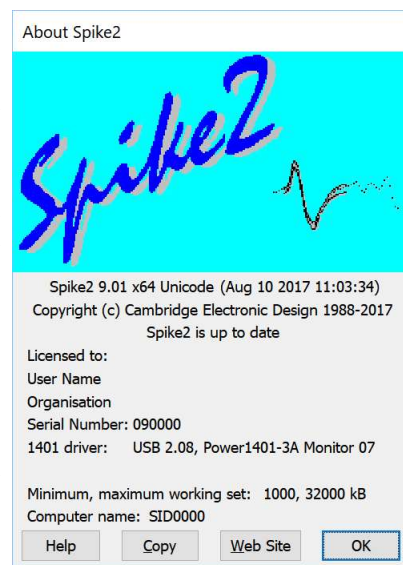 About Spike2
Spike2
Spike2 9.01 x64 Unicode (Aug 10 2017 11:03:34)
Copyright (c) Cambridge Electronic Design 1988-2017
Spike2 is up to date
Licensed to:
User Name
Organisation
Serial Number: 090000
1401 driver: USB 2.08, Power1401-3A Monitor 07
Minimum, maximum working set: 1000, 32000 kB
Computer name: SID0000
Help Copy Web Site OK